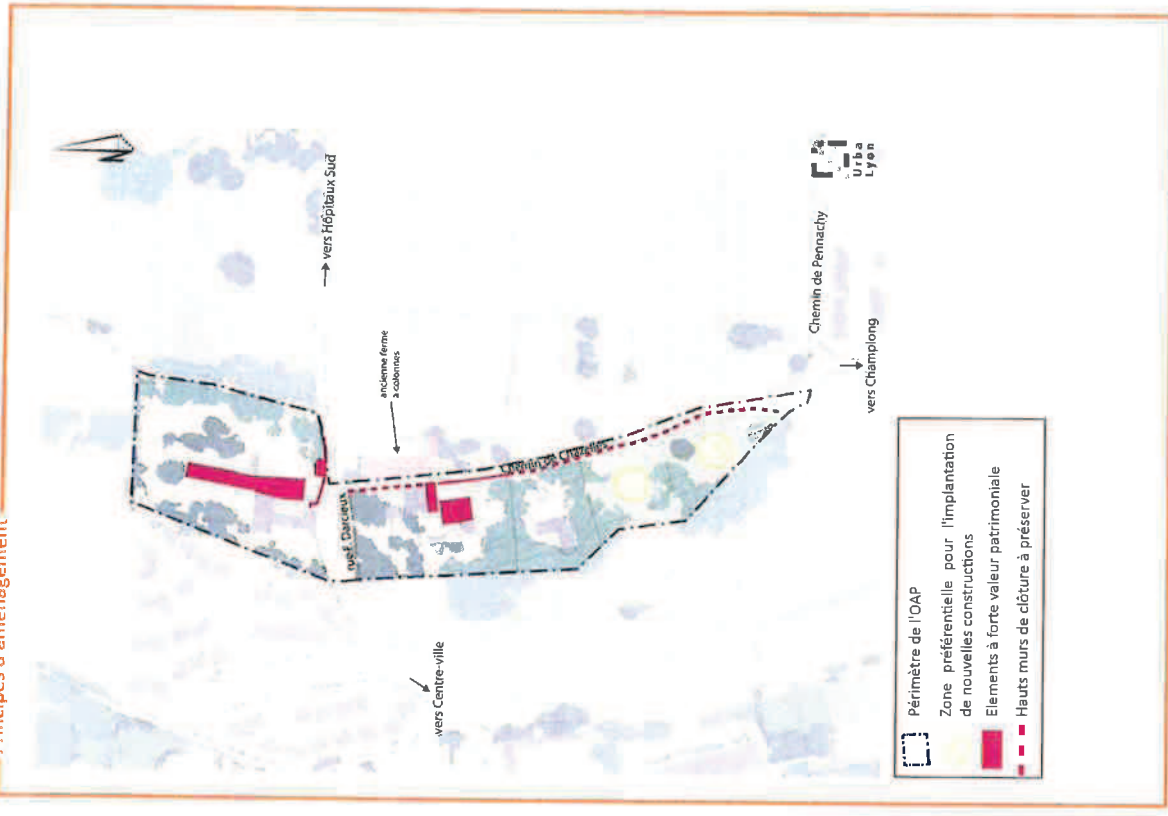 Principes d'aménagement
N
vers Hôpitaux Sud
ancienne ferme
à colonnes
rue F. Darcieux
Chemin de Chazelles
vers Centre-ville
Chemin de Pennachy
vers Champlong
Urba
Lyon
Périmètre de l'OAP
Zone préférentielle pour l'implantation
de nouvelles constructions
Elements à forte valeur patrimoniale
Hauts murs de clôture à préserver